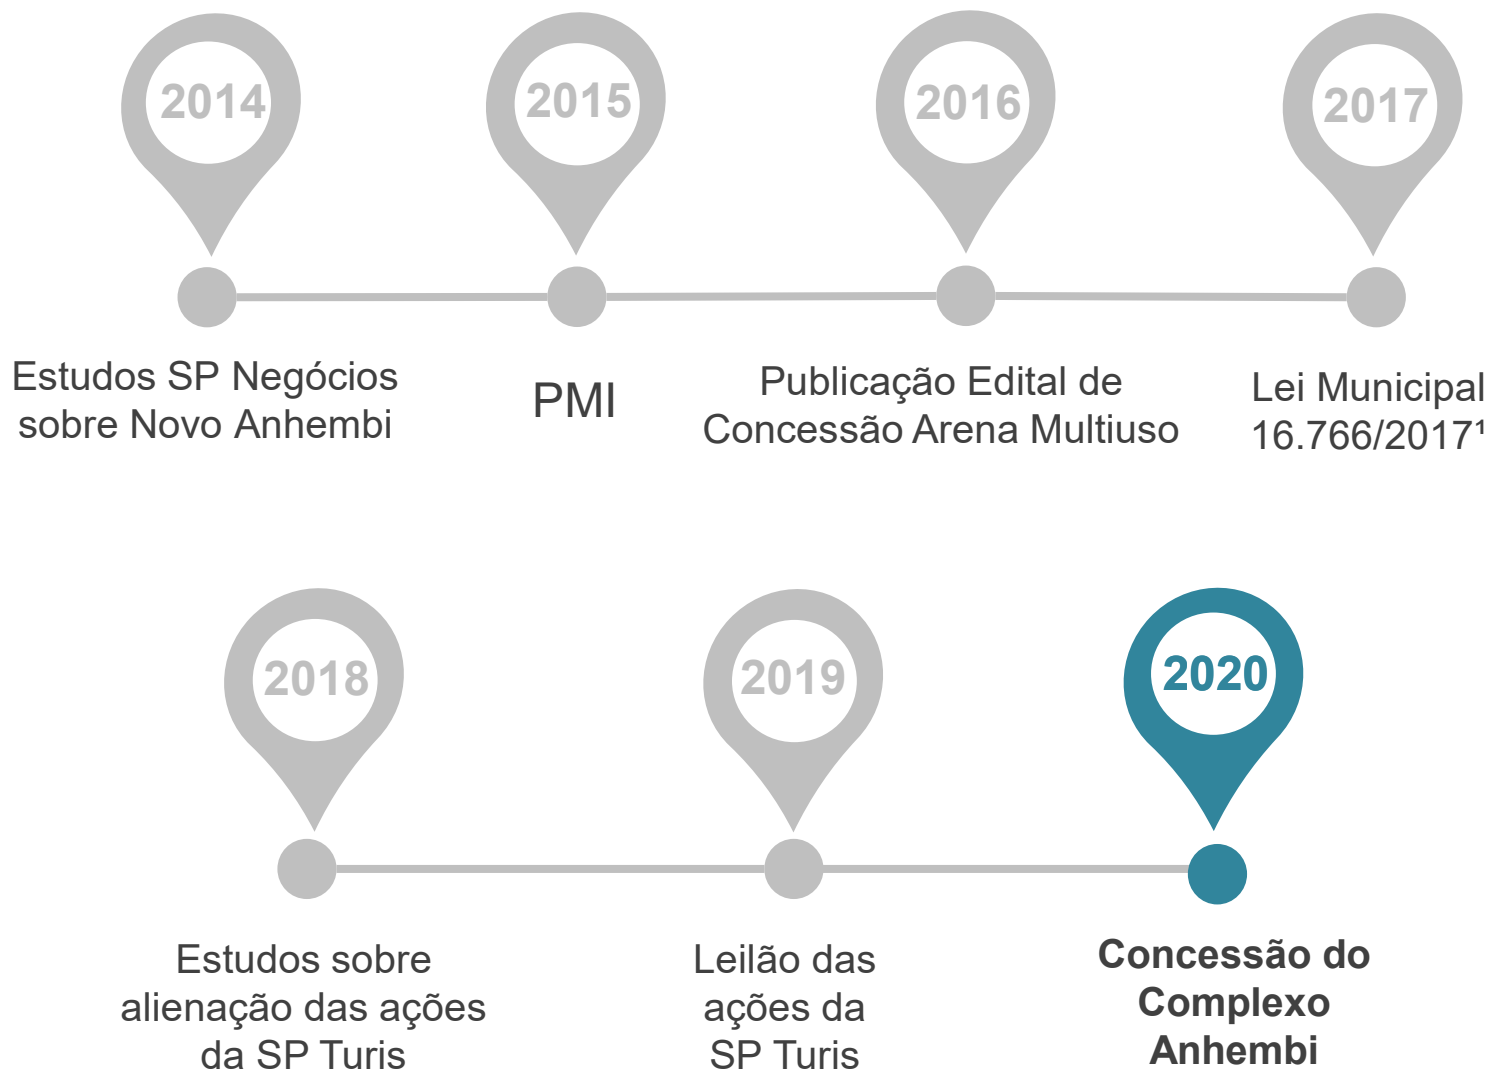 2014
2015
2016
2017
Estudos SP Negócios
sobre Novo Anhembi
PMI
Publicação Edital de
Concessão Arena Multiuso
Lei Municipal
16.766/2017¹
2018
2019
2020
Estudos sobre
alienação das ações
da SP Turis
Leilão das
ações da
SP Turis
Concessão do
Complexo
Anhembi